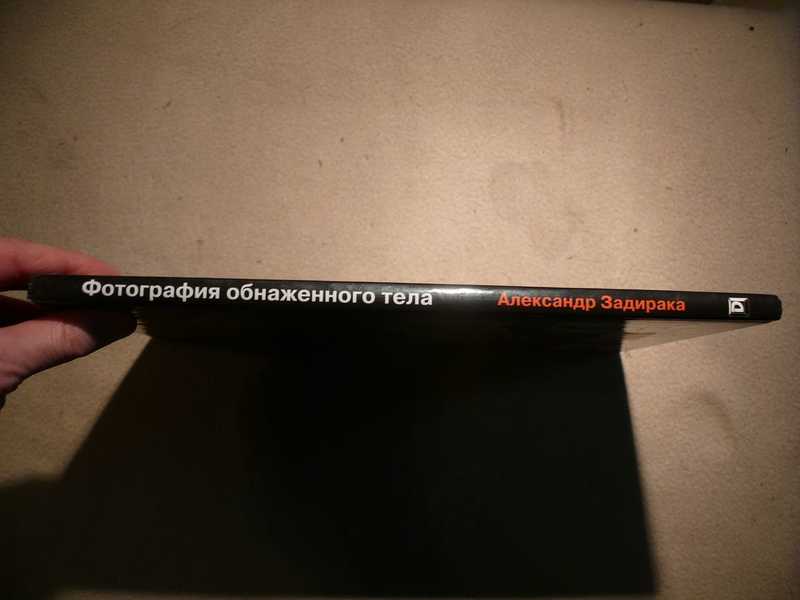 Фотография обнаженного тела
Александр Задирака